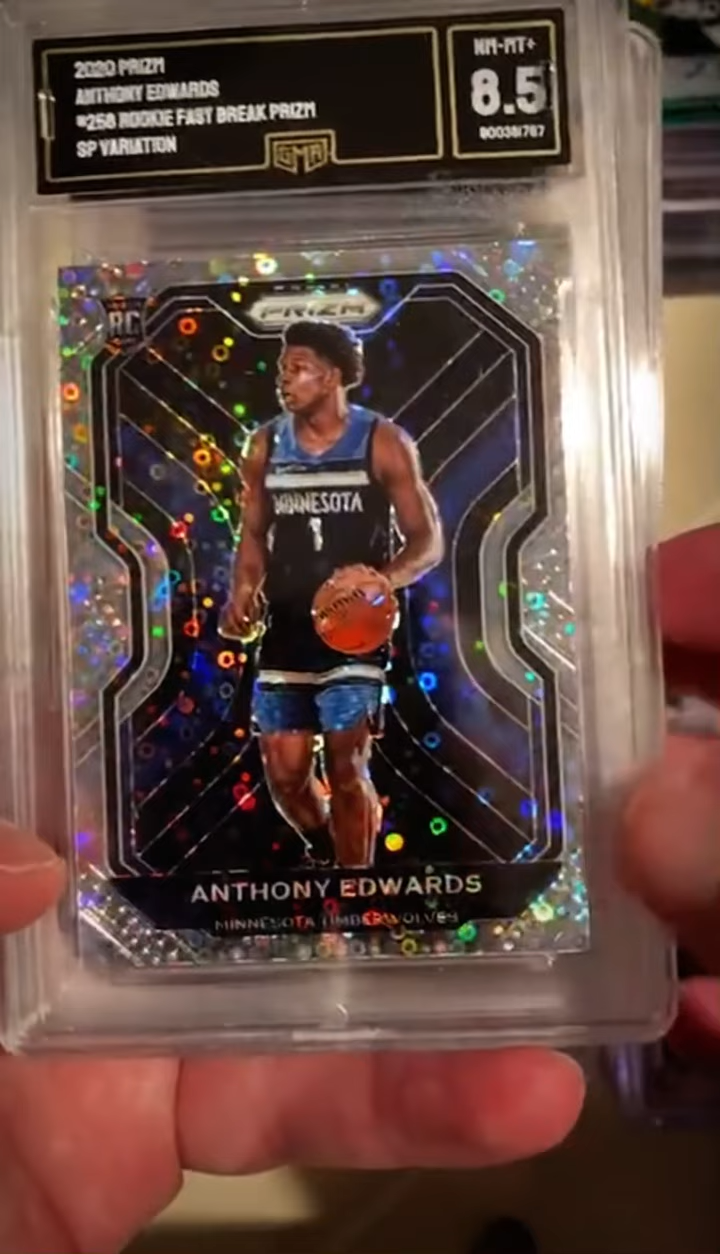 2020 PRIZM
ANTHONY EDWARDS
#258 ROOKIE FAST BREAK PRIZM
SP VARIATION
GMA
NM-MT+
8.5
RC
PRIZM
MINNESOTA
1
ANTHONY EDWARDS
MINNESOTA TIMBERWOLVES